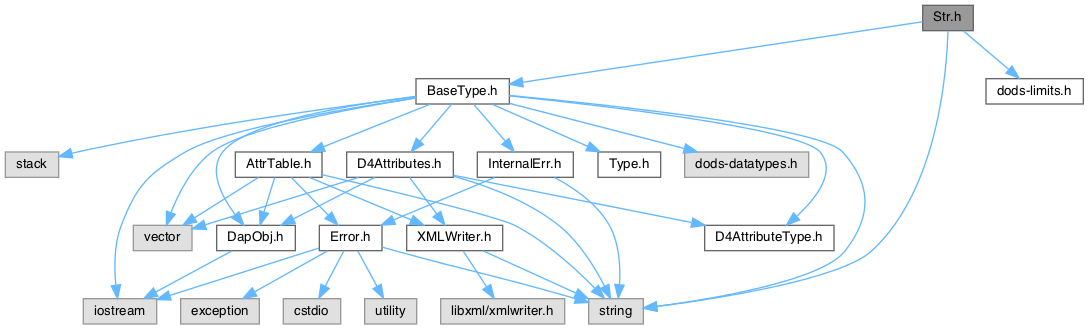 Str.h
BaseType.h
dods-limits.h
stack
AttrTable.h
D4Attributes.h
InternalErr.h
Type.h
dods-datatypes.h
vector
DapObj.h
Error.h
XMLWriter.h
D4AttributeType.h
iostream
exception
cstdio
utility
libxml/xmlwriter.h
string